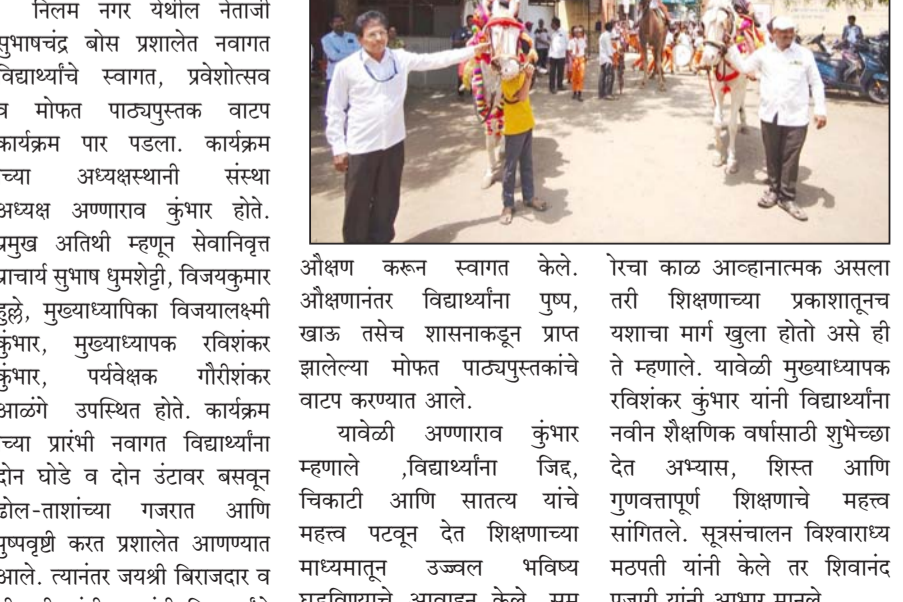 निलम नगर येथील नेताजी
सुभाषचंद्र बोस प्रशालेत नवागत
विद्यार्थ्यांचे स्वागत, प्रवेशोत्सव
व मोफत पाठ्यपुस्तक वाटप
कार्यक्रम पार पडला. कार्यक्रम
च्या अध्यक्षस्थानी संस्था
अध्यक्ष अण्णाराव कुंभार होते.
प्रमुख अतिथी म्हणून सेवानिवृत्त
प्राचार्य सुभाष धुमशेट्टी, विजयकुमार
हुल्ले, मुख्याध्यापिका विजयालक्ष्मी
कुंभार, मुख्याध्यापक रविशंकर
कुंभार, पर्यवेक्षक गौरीशंकर
आळंगे उपस्थित होते. कार्यक्रम
च्या प्रारंभी नवागत विद्यार्थ्यांना
दोन घोडे व दोन उंटावर बसवून
ढोल-ताशांच्या गजरात आणि
पुष्पवृष्टी करत प्रशालेत आणण्यात
आले. त्यानंतर जयश्री बिराजदार व
औक्षण करून स्वागत केले.
औक्षणानंतर विद्यार्थ्यांना पुष्प,
खाऊ तसेच शासनाकडून प्राप्त
झालेल्या मोफत पाठ्यपुस्तकांचे
वाटप करण्यात आले.
यावेळी अण्णाराव कुंभार
म्हणाले ,विद्यार्थ्यांना जिद्द,
चिकाटी आणि सातत्य यांचे
महत्त्व पटवून देत शिक्षणाच्या
माध्यमातून उज्ज्वल भविष्य
घडविण्याचे आवाहन केले.
ोरचा काळ आव्हानात्मक असला
तरी शिक्षणाच्या प्रकाशातूनच
यशाचा मार्ग खुला होतो असे ही
ते म्हणाले. यावेळी मुख्याध्यापक
रविशंकर कुंभार यांनी विद्यार्थ्यांना
नवीन शैक्षणिक वर्षासाठी शुभेच्छा
देत अभ्यास, शिस्त आणि
गुणवत्तापूर्ण शिक्षणाचे महत्त्व
सांगितले. सूत्रसंचालन विश्वाराध्य
मठपती यांनी केले तर शिवानंद
पुजारी यांनी आभार मानले.